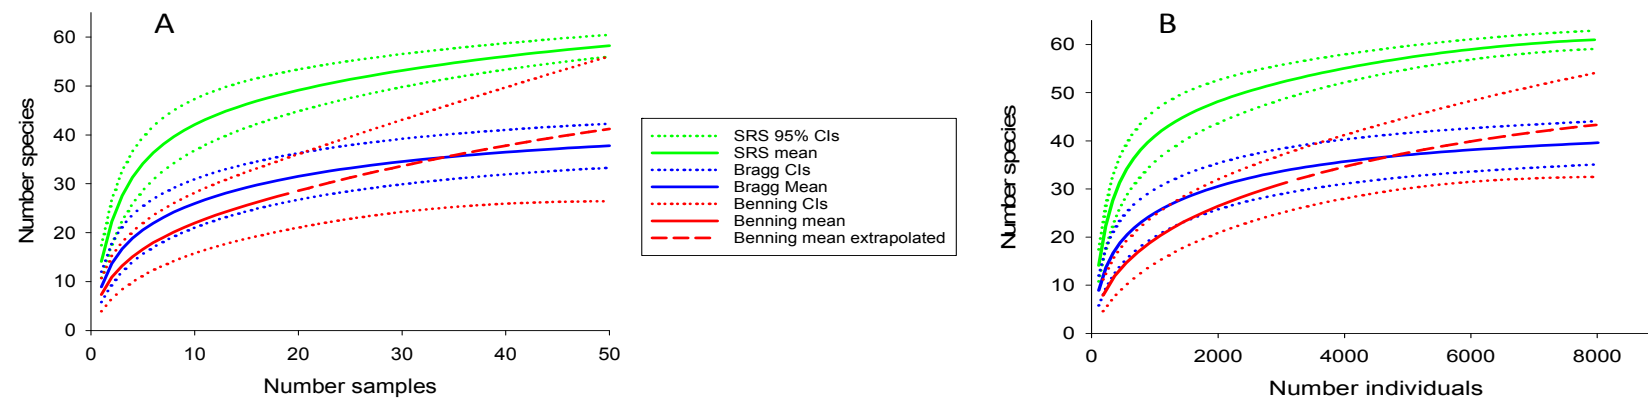 A
60
50
40
30
20
10
0
Number species
0 10 20 30 40 50
Number samples
SRS 95% CIs
SRS mean
Bragg CIs
Bragg Mean
Benning CIs
Benning mean
Benning mean extrapolated
B
60
50
40
30
20
10
0
Number species
0 2000 4000 6000 8000
Number individuals